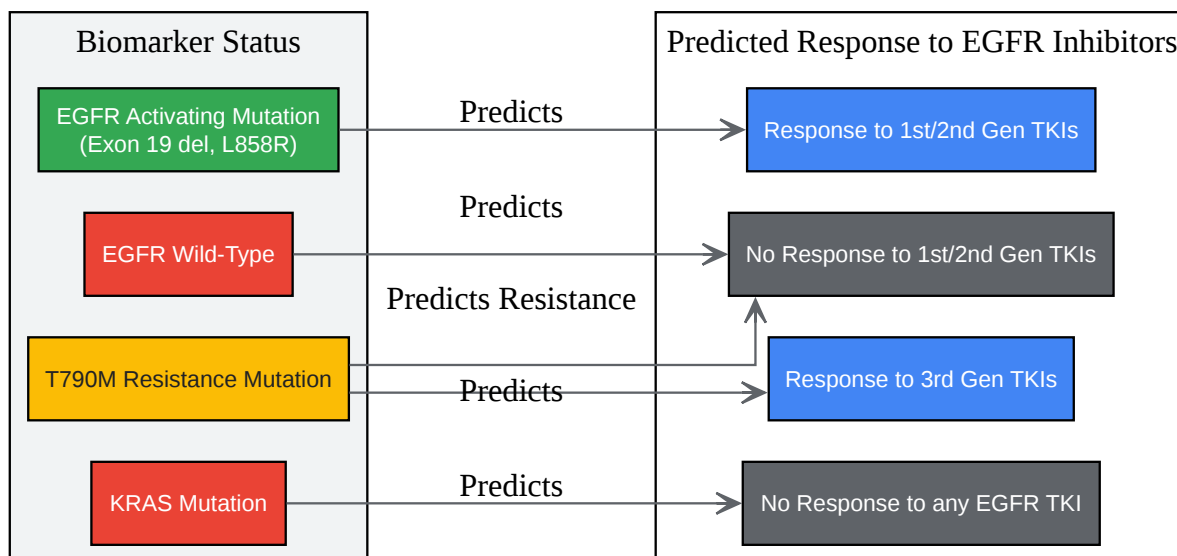 Biomarker Status
Predicted Response to EGFR Inhibitors
EGFR Activating Mutation
(Exon 19 del, L858R)
Predicts
Response to 1st/2nd Gen TKIs
EGFR Wild-Type
Predicts
No Response to 1st/2nd Gen TKIs
Predicts Resistance
T790M Resistance Mutation
Predicts
Response to 3rd Gen TKIs
KRAS Mutation
Predicts
No Response to any EGFR TKI